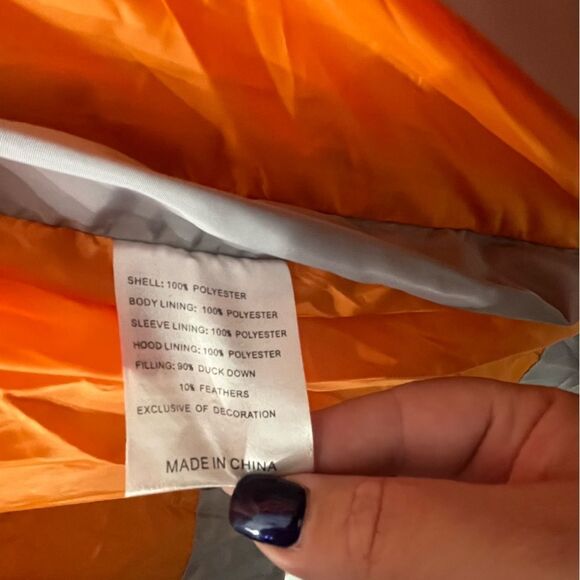 SHELL: 100% POLYESTER
BODY LINING: 100% POLYESTER
SLEEVE LINING: 100% POLYESTER
HOOD LINING: 100% POLYESTER
FILLING: 90% DUCK DOWN
10% FEATHERS
EXCLUSIVE OF DECORATION
MADE IN CHINA